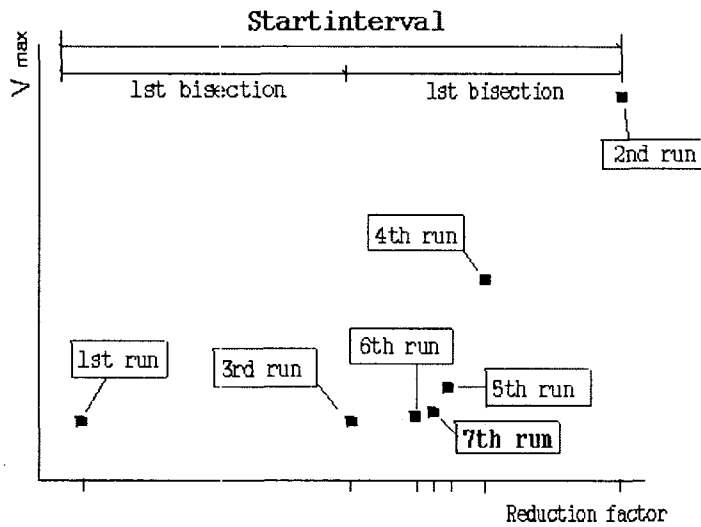 Startinterval
V max
1st bisection
1st bisection
2nd run
4th run
6th run
1st run
3rd run
5th run
7th run
Reduction factor